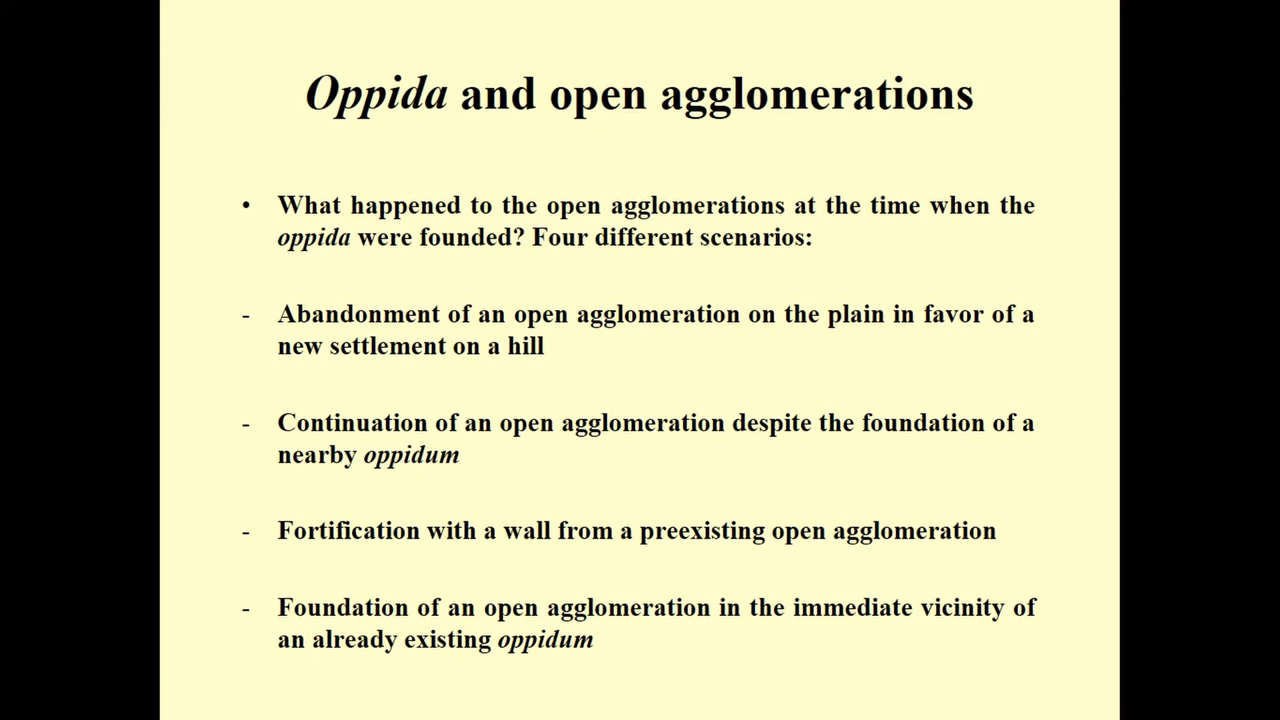 Oppida and open agglomerations
• What happened to the open agglomerations at the time when the
oppida were founded? Four different scenarios:
- Abandonment of an open agglomeration on the plain in favor of a
new settlement on a hill
- Continuation of an open agglomeration despite the foundation of a
nearby oppidum
- Fortification with a wall from a preexisting open agglomeration
- Foundation of an open agglomeration in the immediate vicinity of
an already existing oppidum